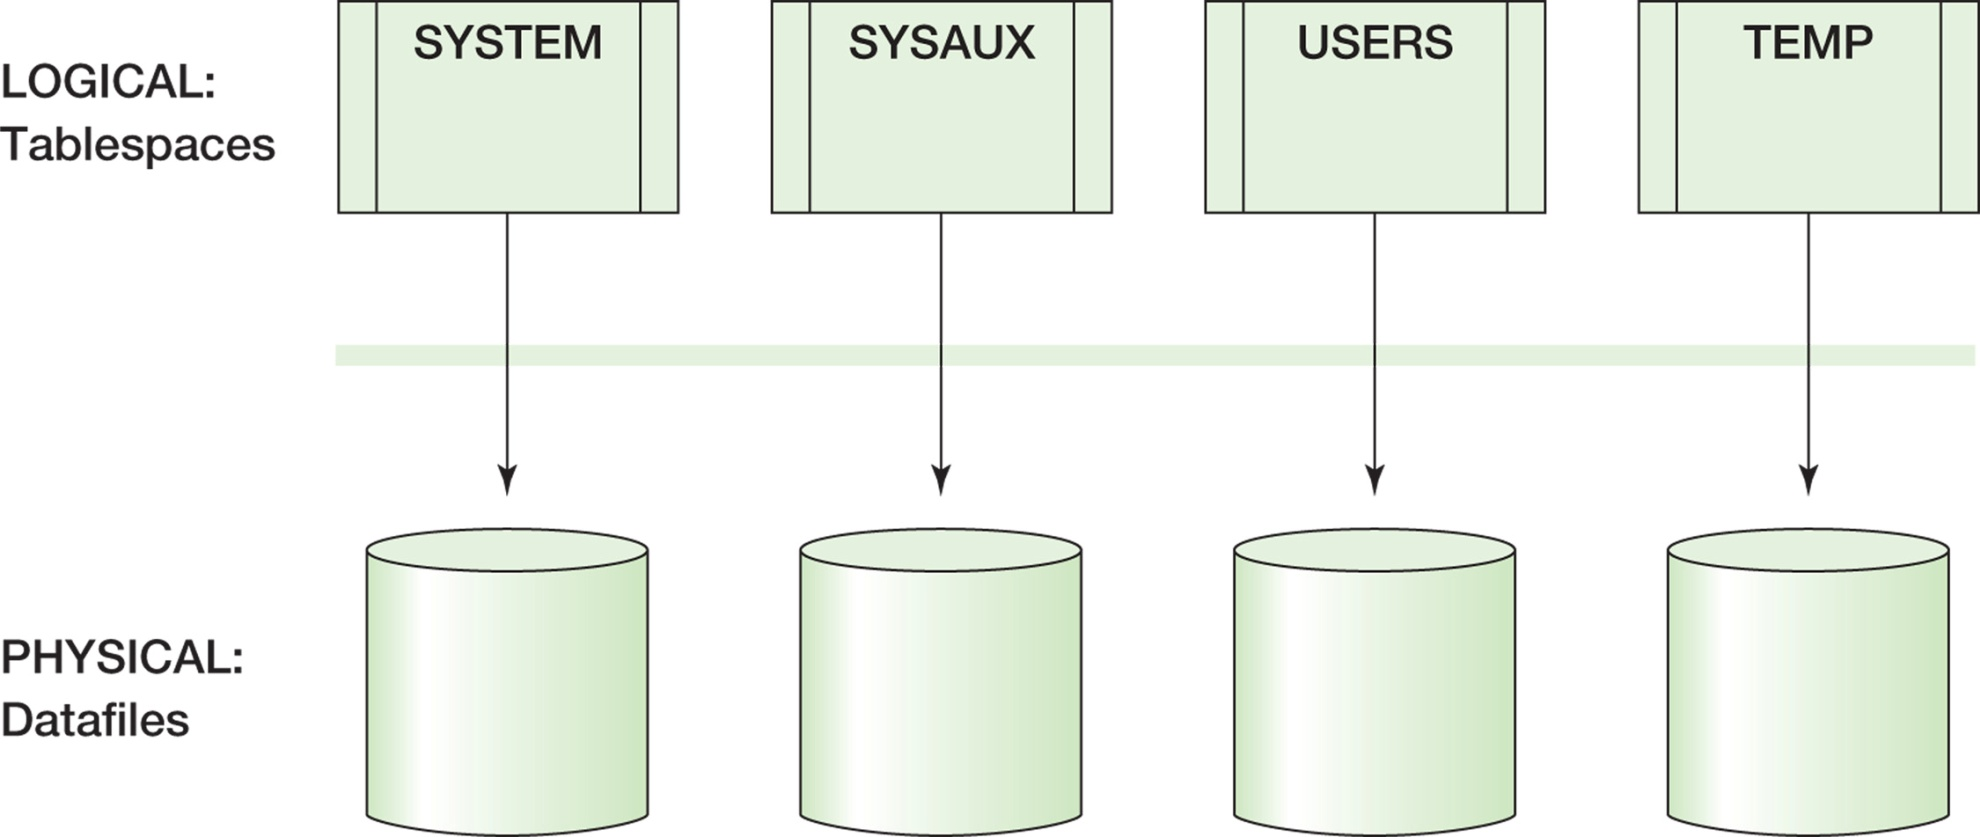 SYSTEM
SYSAUX
USERS
TEMP
LOGICAL:
Tablespaces
PHYSICAL:
Datafiles